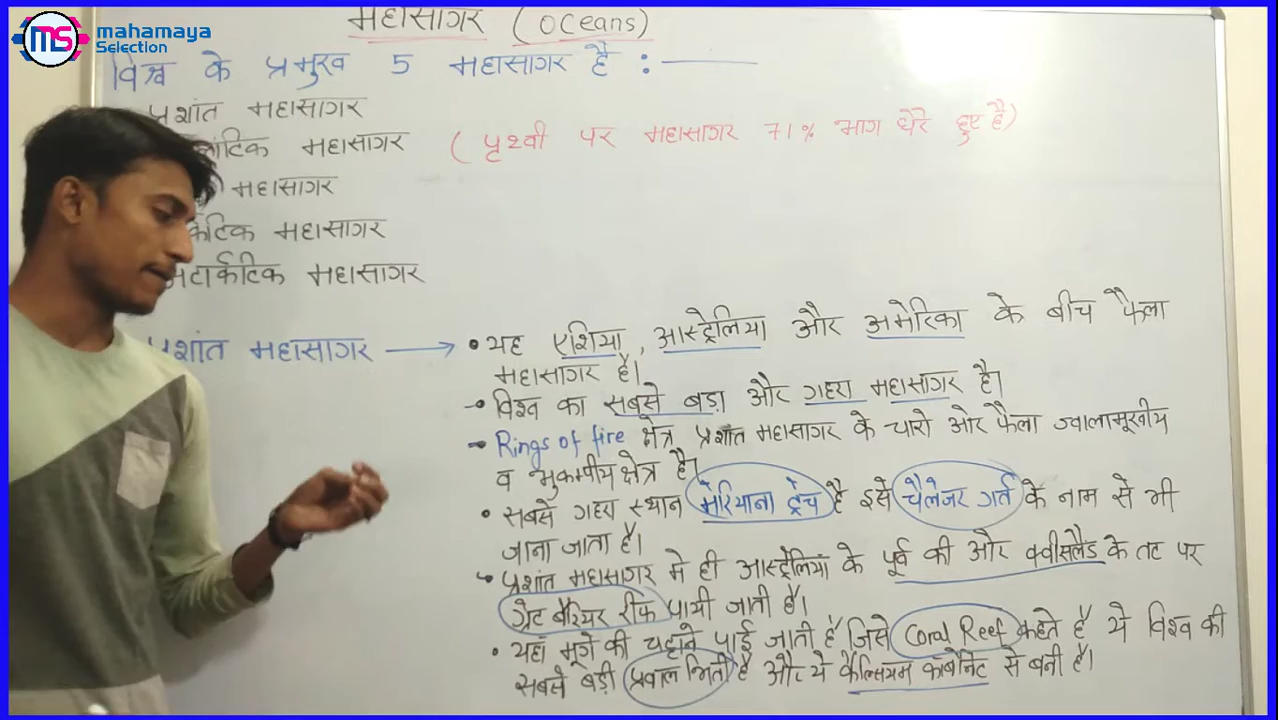 mahamaya
Selection
MS
महासागर (Oceans)
विश्व के प्रमुख 5 महासागर है :-
प्रशांत महासागर
महासागर (पृथ्वी पर महासागर 71% भाग घेरे हुए है)
महासागर
महासागर
महासागर
प्रशांत महासागर → • यह एशिया, आस्ट्रेलिया और अमेरिका के बीच फैला
महासागर है।
• विश्व का सबसे बड़ा और गहरा महासागर है।
• Rings of fire क्षेत्र प्रशांत महासागर के चारो ओर फैला ज्वालामूखीय
व भुकम्पीय क्षेत्र है।
• सबसे गहरा स्थान मेरियाना ट्रेंच है इसे चैलेंजर गर्त के नाम से भी
जाना जाता है।
• प्रशांत महासागर मे ही आस्ट्रेलिया के पूर्व की और क्वीसलैंड के तट पर
ग्रेट बैरियर रीफ पायी जाती है।
• यहां मूंगे की चट्टाने पाई जाती है जिसे Coral Reef कहते है ये विश्व की
सबसे बड़ी प्रवाल भित्ती है और ये कैल्सियम कार्बोनेट से बनी है।